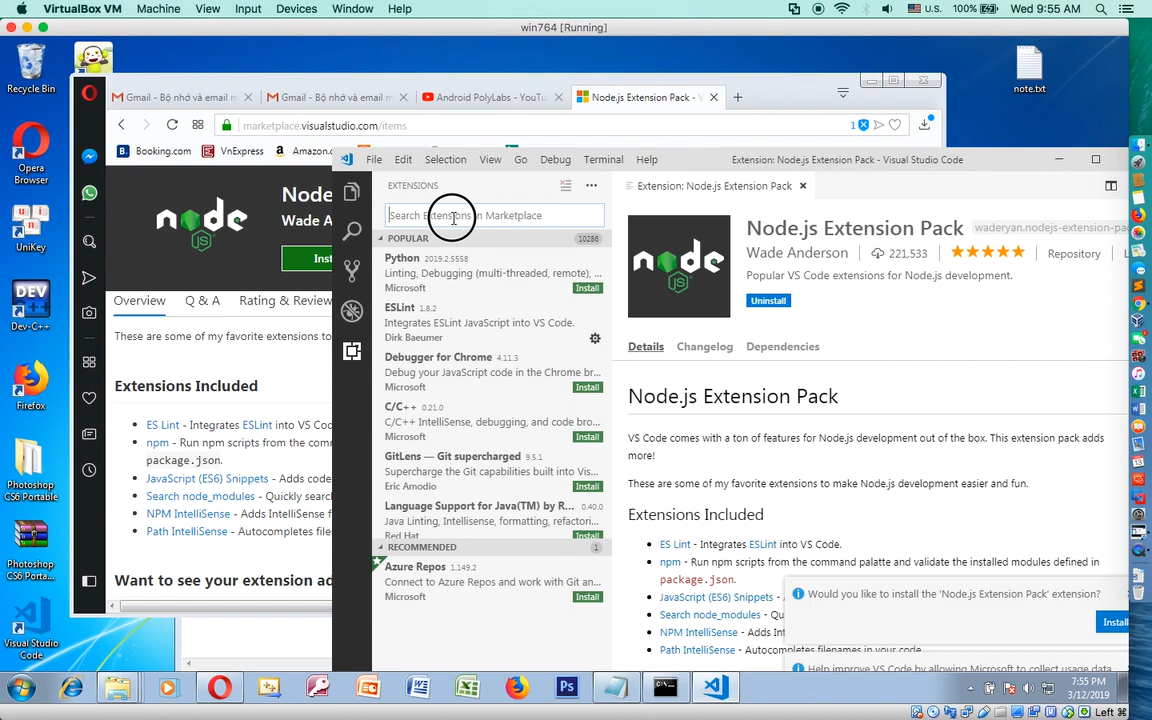 VirtualBox VM Machine View Input Devices Window Help
U.S. 100% Wed 9:55 AM
win764 [Running]
Recycle Bin
Opera Browser
UniKey
Dev-C++
Firefox
Photoshop CS6 Portable
Photoshop CS6 Porta...
Visual Studio Code
note.txt
Gmail - Bộ nhớ và email m
Gmail - Bộ nhớ và email m
Android PolyLabs - YouTu
Node.js Extension Pack - V
marketplace.visualstudio.com/items
1
Booking.com VnExpress Amazon.c
Node
Wade A
Inst
Overview Q & A Rating & Review
These are some of my favorite extensions to
Extensions Included
ES Lint - Integrates ESLint into VS Cod
npm - Run npm scripts from the comm
package.json.
JavaScript (ES6) Snippets - Adds code
Search node_modules - Quickly searc
NPM IntelliSense - Adds IntelliSense f
Path IntelliSense - Autocompletes filen
Want to see your extension ad
File Edit Selection View Go Debug Terminal Help
Extension: Node.js Extension Pack - Visual Studio Code
EXTENSIONS
Search Extensions in Marketplace
POPULAR 10286
Python 2019.2.5558
Linting, Debugging (multi-threaded, remote), ...
Microsoft Install
ESLint 1.8.2
Integrates ESLint JavaScript into VS Code.
Dirk Baeumer
Debugger for Chrome 4.11.3
Debug your JavaScript code in the Chrome br...
Microsoft Install
C/C++ 0.21.0
C/C++ IntelliSense, debugging, and code bro...
Microsoft Install
GitLens — Git supercharged 9.5.1
Supercharge the Git capabilities built into Vis...
Eric Amodio Install
Language Support for Java(TM) by R... 0.40.0
Java Linting, Intellisense, formatting, refactori...
Red Hat Install
RECOMMENDED 1
Azure Repos 1.149.2
Connect to Azure Repos and work with Git an...
Microsoft Install
Extension: Node.js Extension Pack
Node.js Extension Pack waderyan.nodejs-extension-pa
Wade Anderson 221,533 Repository
Popular VS Code extensions for Node.js development.
Uninstall
Details Changelog Dependencies
Node.js Extension Pack
VS Code comes with a ton of features for Node.js development out of the box. This extension pack adds
more!
These are some of my favorite extensions to make Node.js development easier and fun.
Extensions Included
ES Lint - Integrates ESLint into VS Code.
npm - Run npm scripts from the command palette and validate the installed modules defined in
package.json.
JavaScript (ES6) Snippets - Adds
Search node_modules - Quickly
NPM IntelliSense - Adds Int
Path IntelliSense - Autocompletes filenames in your code.
Would you like to install the 'Node.js Extension Pack' extension?
Install
Help improve VS Code by allowing Microsoft to collect usage data
Ps
7:55 PM
3/12/2019
Left ⌘